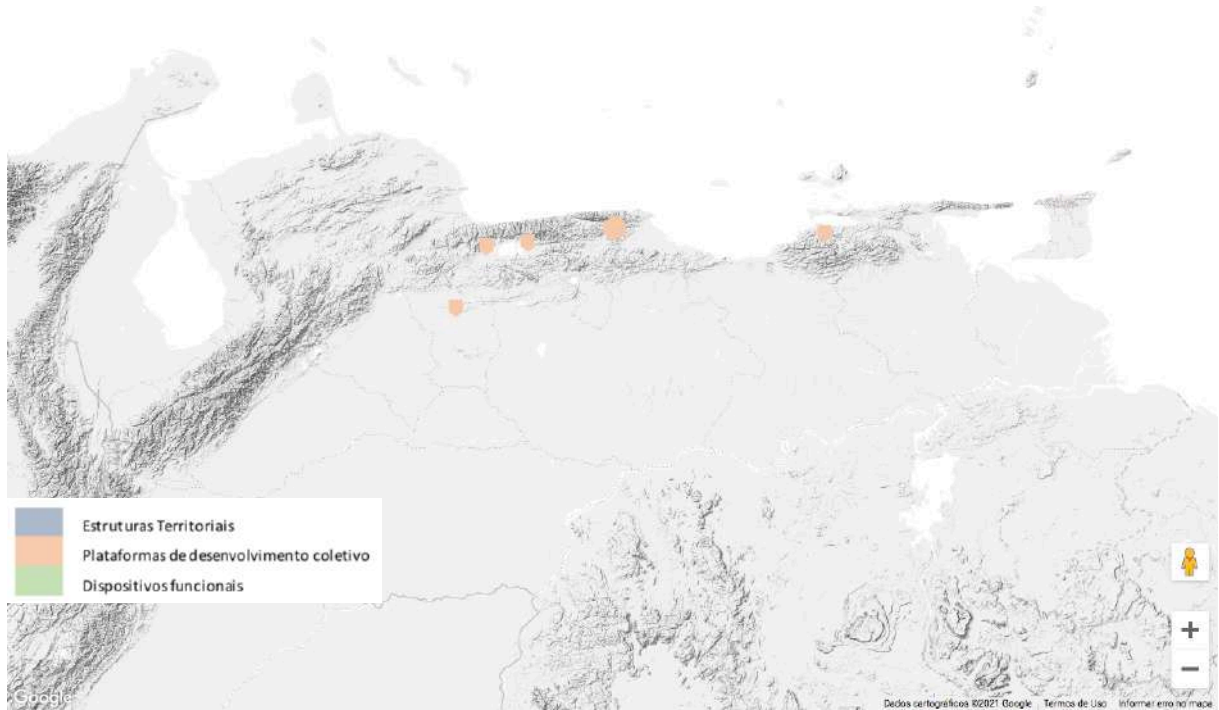 Estruturas Territoriais
Plataformas de desenvolvimento coletivo
Dispositivos funcionais
Google
Dados cartográficos ©2021 Google Termos de Uso Informar erro no mapa